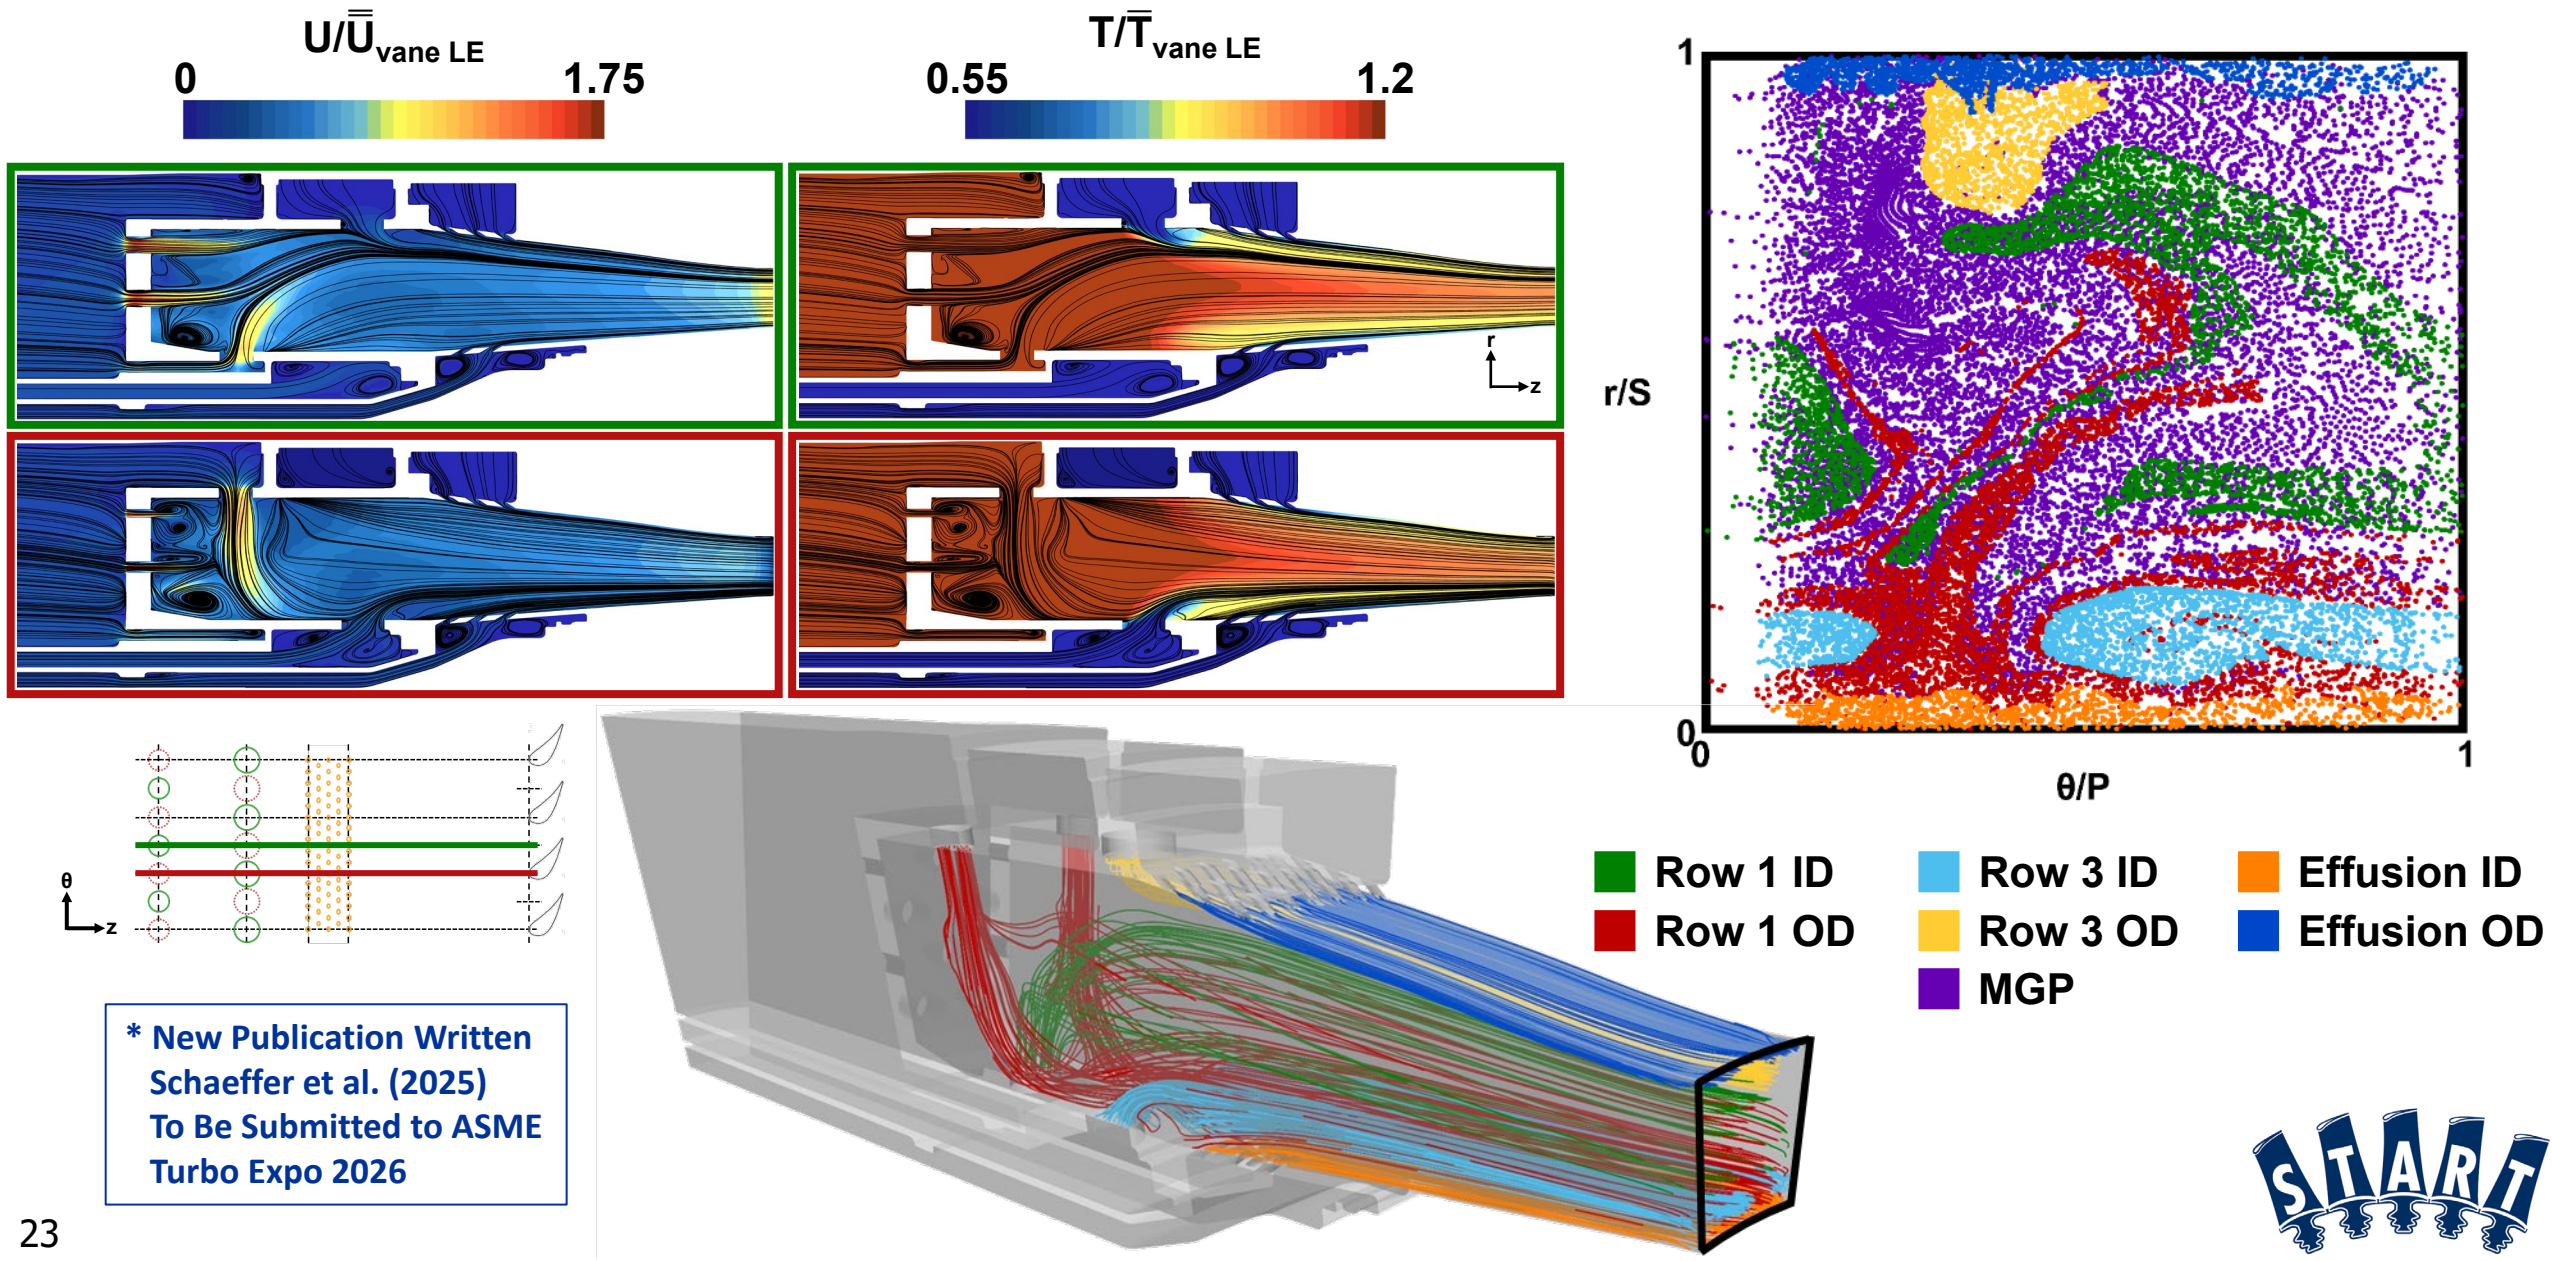 U/U̿vane LE
0 1.75
T/T̿vane LE
0.55 1.2
r
z
1
r/S
0
0 1
θ/P
θ
z
Row 1 ID
Row 3 ID
Effusion ID
Row 1 OD
Row 3 OD
Effusion OD
MGP
* New Publication Written
Schaeffer et al. (2025)
To Be Submitted to ASME
Turbo Expo 2026
START
23